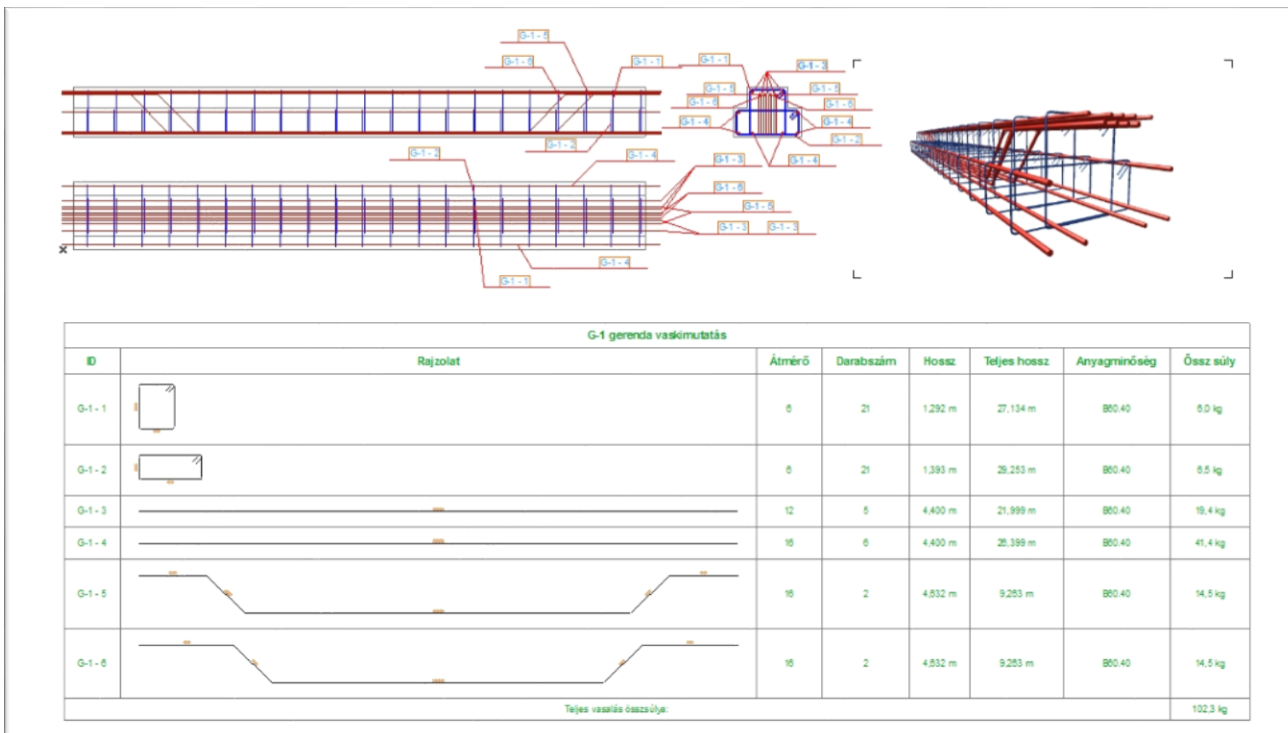 G-1 - 5
G-1 - 6
G-1 - 1
G-1 - 1
G-1 - 3
G-1 - 5
G-1 - 5
G-1 - 6
G-1 - 6
G-1 - 4
G-1 - 4
G-1 - 2
G-1 - 2
G-1 - 4
G-1 - 2
G-1 - 4
G-1 - 3
G-1 - 6
G-1 - 5
G-1 - 3 G-1 - 3
G-1 - 4
G-1 - 1
G-1 gerenda vaskimutatás
ID Rajzolat Átmérő Darabszám Hossz Teljes hossz Anyagminőség Össz súly
G-1 - 1 6 21 1,292 m 27,134 m B60.40 6,0 kg
G-1 - 2 6 21 1,393 m 29,253 m B60.40 6,5 kg
G-1 - 3 12 5 4,400 m 21,999 m B60.40 19,4 kg
G-1 - 4 16 6 4,400 m 26,399 m B60.40 41,4 kg
G-1 - 5 16 2 4,632 m 9,263 m B60.40 14,5 kg
G-1 - 6 16 2 4,632 m 9,263 m B60.40 14,5 kg
Teljes vasalás összsúlya: 102,3 kg